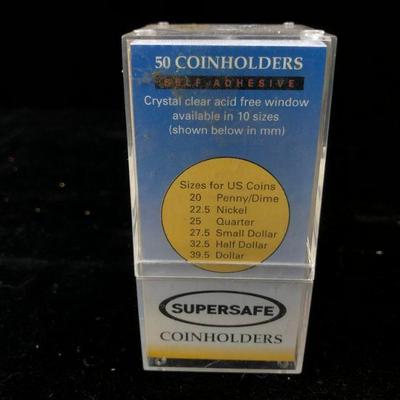 50 COINHOLDERS
SELF-ADHESIVE
Crystal clear acid free window
available in 10 sizes
(shown below in mm)
Sizes for US Coins
20 Penny/Dime
22.5 Nickel
25 Quarter
27.5 Small Dollar
32.5 Half Dollar
39.5 Dollar
SUPERSAFE
COINHOLDERS